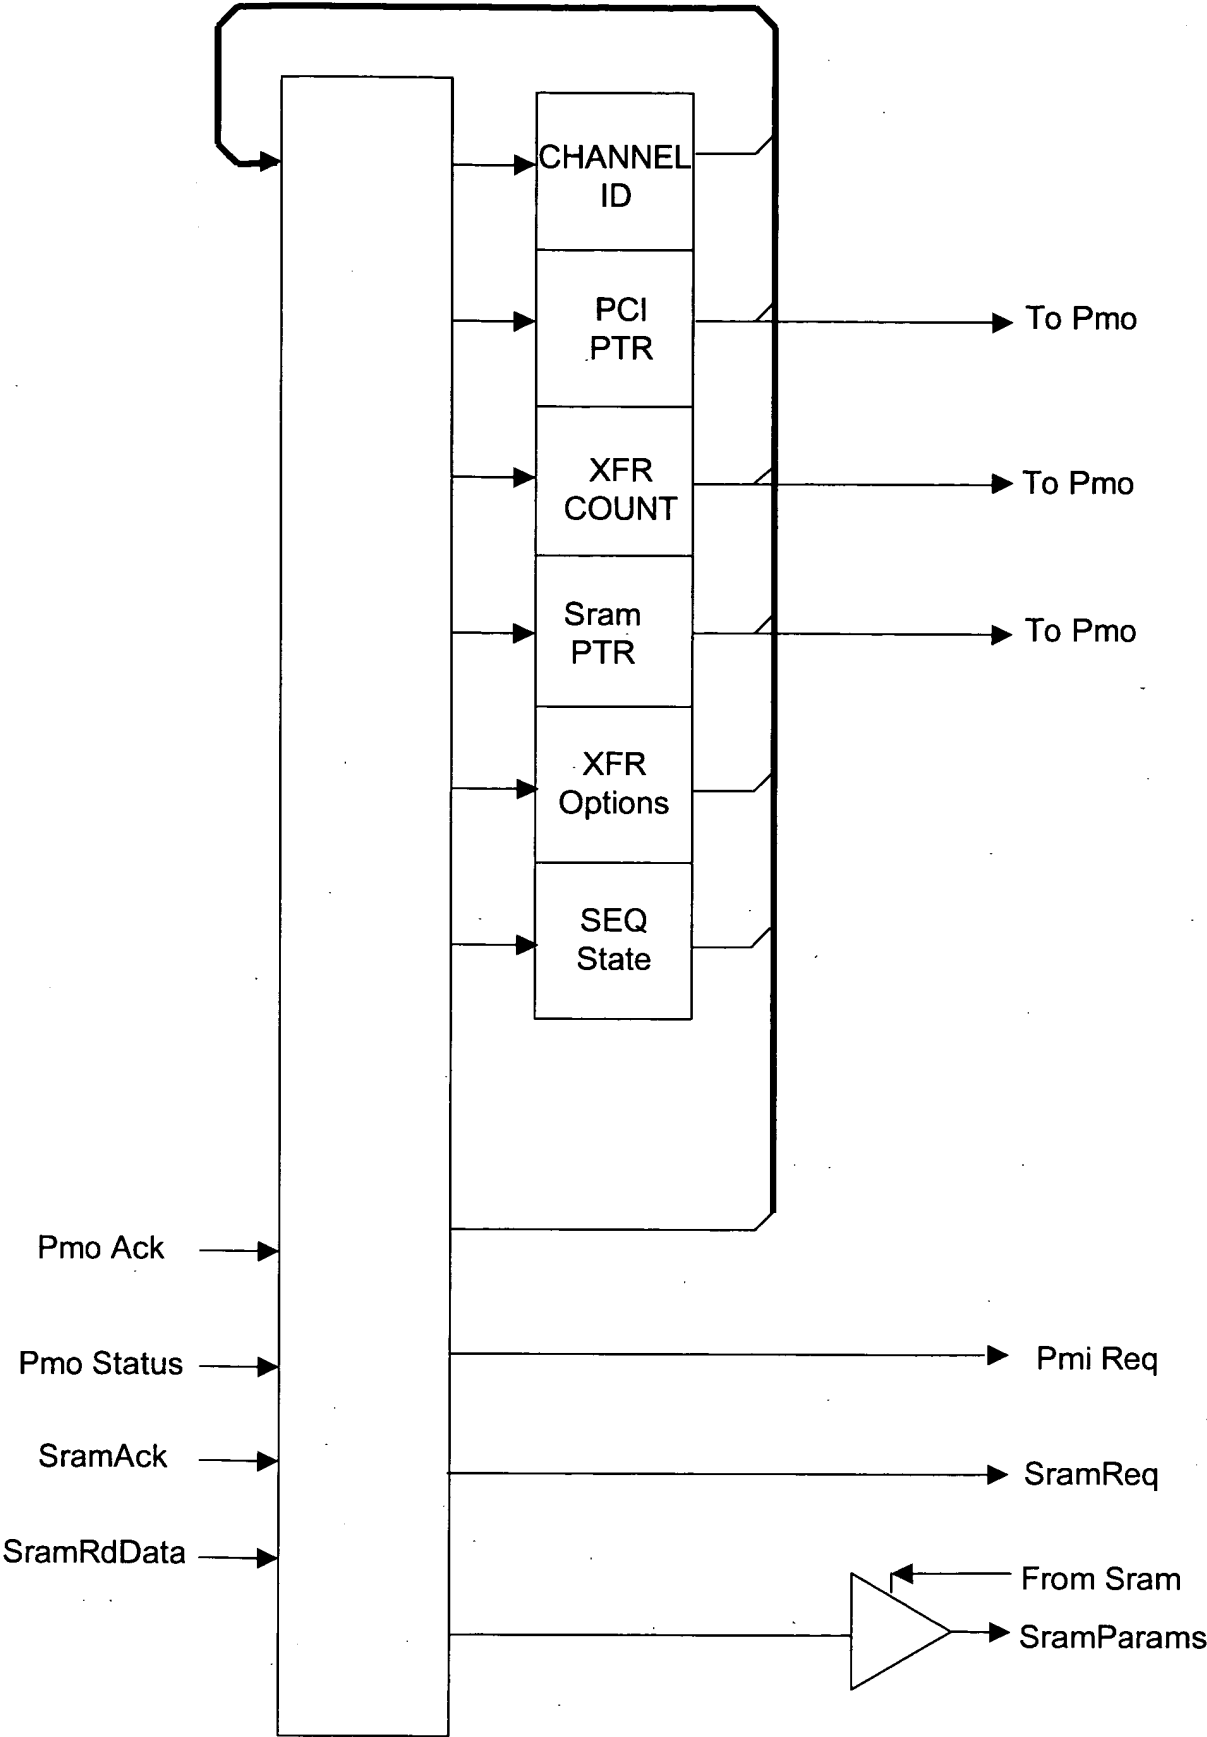 CHANNEL
ID
PCI
PTR
To Pmo
XFR
COUNT
To Pmo
Sram
PTR
To Pmo
XFR
Options
SEQ
State
Pmo Ack
Pmo Status
Pmi Req
SramAck
SramReq
SramRdData
From Sram
SramParams